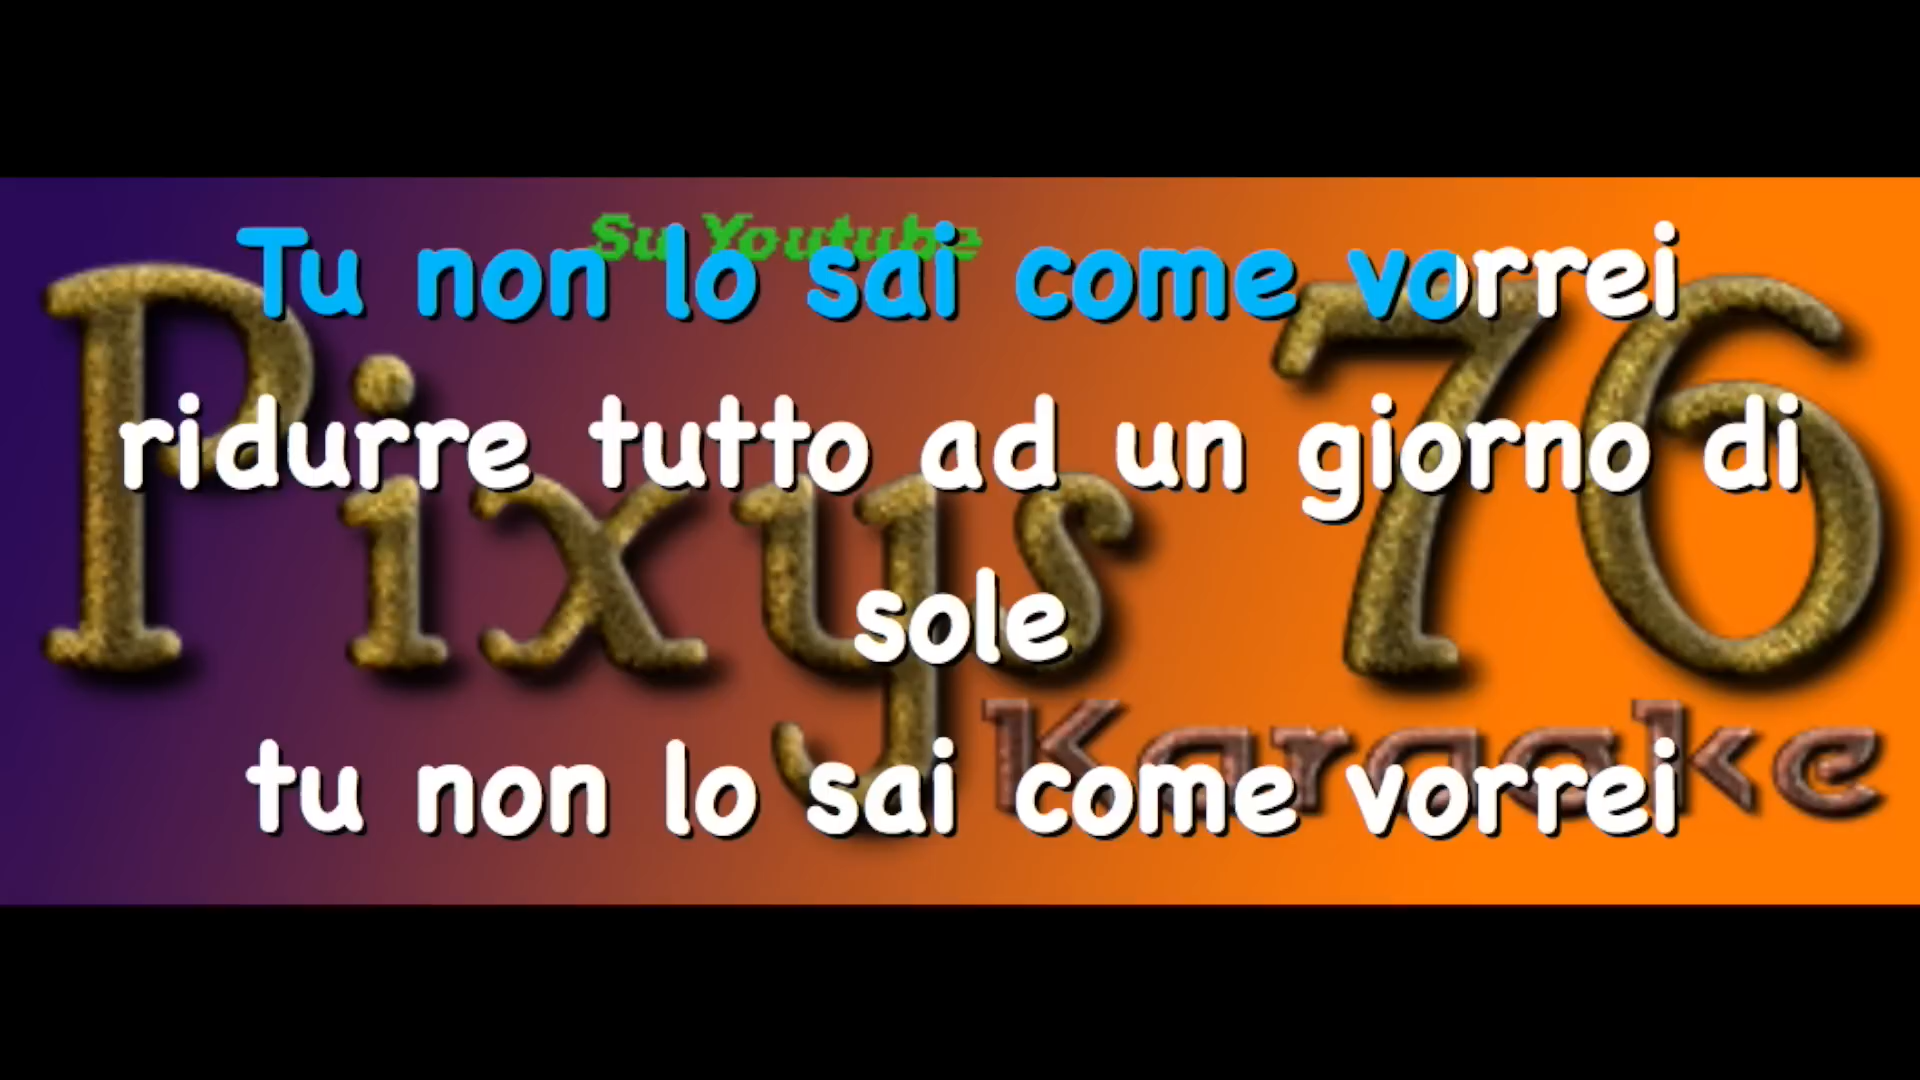 Su Youtube
Tu non lo sai come vorrei
ridurre tutto ad un giorno di
sole
tu non lo sai come vorrei
Pixys 76
Karaoke